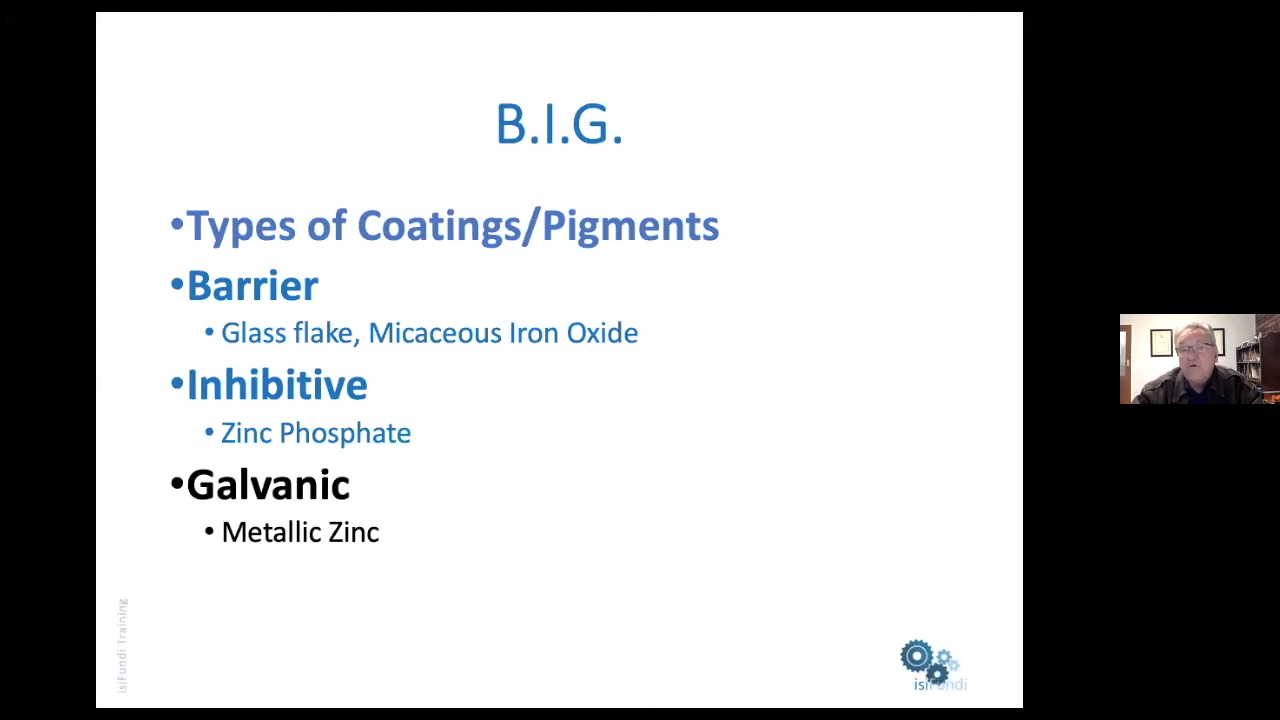 B.I.G.
•Types of Coatings/Pigments
•Barrier
• Glass flake, Micaceous Iron Oxide
•Inhibitive
• Zinc Phosphate
•Galvanic
• Metallic Zinc
isiFundi Training
isiFundi